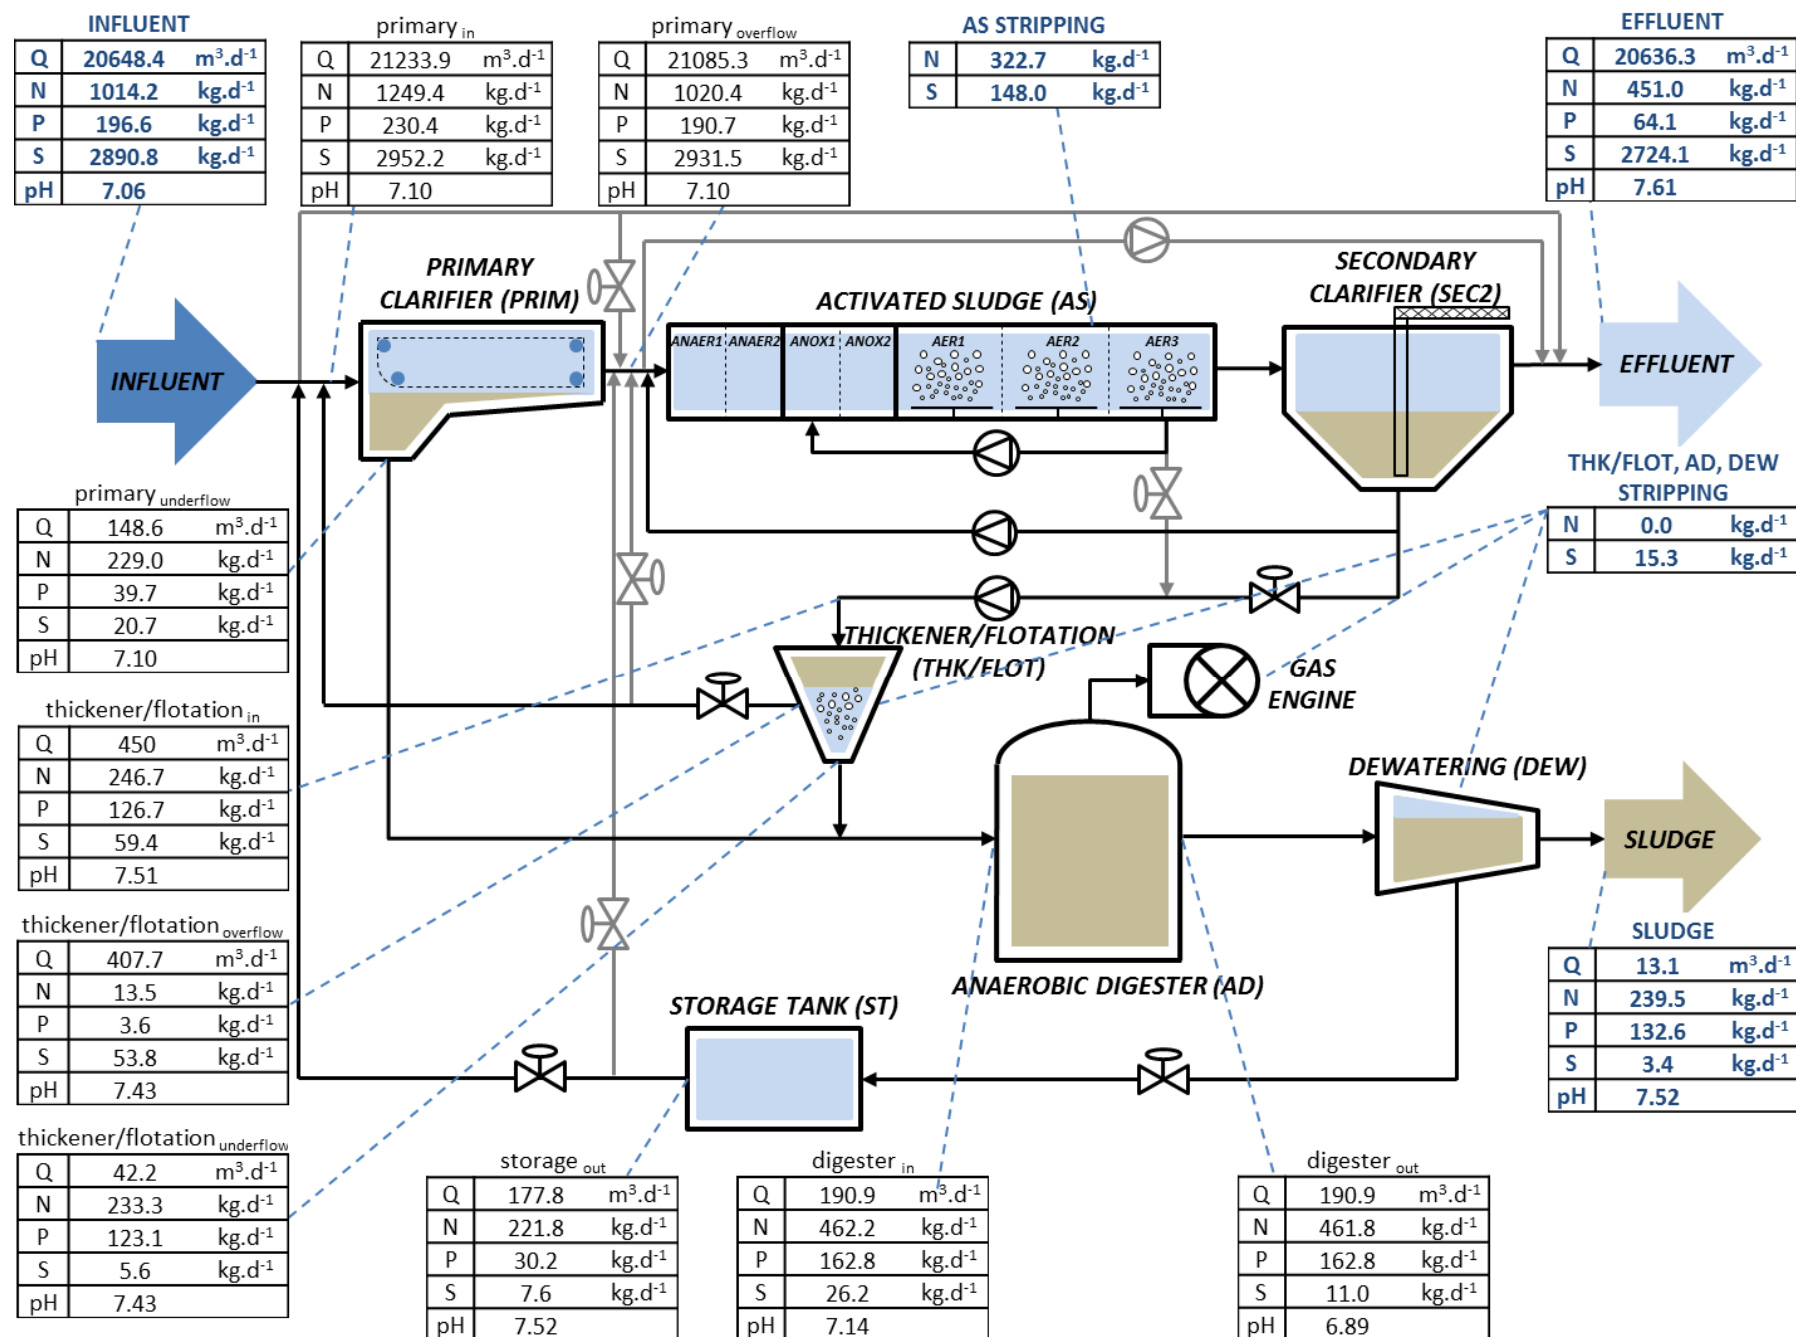 INFLUENT
Q 20648.4 m³.d⁻¹
N 1014.2 kg.d⁻¹
P 196.6 kg.d⁻¹
S 2890.8 kg.d⁻¹
pH 7.06
primary in
Q 21233.9 m³.d⁻¹
N 1249.4 kg.d⁻¹
P 230.4 kg.d⁻¹
S 2952.2 kg.d⁻¹
pH 7.10
primary overflow
Q 21085.3 m³.d⁻¹
N 1020.4 kg.d⁻¹
P 190.7 kg.d⁻¹
S 2931.5 kg.d⁻¹
pH 7.10
AS STRIPPING
N 322.7 kg.d⁻¹
S 148.0 kg.d⁻¹
EFFLUENT
Q 20636.3 m³.d⁻¹
N 451.0 kg.d⁻¹
P 64.1 kg.d⁻¹
S 2724.1 kg.d⁻¹
pH 7.61
PRIMARY
CLARIFIER (PRIM)
ACTIVATED SLUDGE (AS)
SECONDARY
CLARIFIER (SEC2)
INFLUENT
ANAER1 ANAER2 ANOX1 ANOX2 AER1 AER2 AER3
EFFLUENT
primary underflow
Q 148.6 m³.d⁻¹
N 229.0 kg.d⁻¹
P 39.7 kg.d⁻¹
S 20.7 kg.d⁻¹
pH 7.10
THK/FLOT, AD, DEW
STRIPPING
N 0.0 kg.d⁻¹
S 15.3 kg.d⁻¹
THICKENER/FLOTATION
(THK/FLOT)
GAS
ENGINE
thickener/flotation in
Q 450 m³.d⁻¹
N 246.7 kg.d⁻¹
P 126.7 kg.d⁻¹
S 59.4 kg.d⁻¹
pH 7.51
DEWATERING (DEW)
SLUDGE
thickener/flotation overflow
Q 407.7 m³.d⁻¹
N 13.5 kg.d⁻¹
P 3.6 kg.d⁻¹
S 53.8 kg.d⁻¹
pH 7.43
ANAEROBIC DIGESTER (AD)
STORAGE TANK (ST)
SLUDGE
Q 13.1 m³.d⁻¹
N 239.5 kg.d⁻¹
P 132.6 kg.d⁻¹
S 3.4 kg.d⁻¹
pH 7.52
thickener/flotation underflow
Q 42.2 m³.d⁻¹
N 233.3 kg.d⁻¹
P 123.1 kg.d⁻¹
S 5.6 kg.d⁻¹
pH 7.43
storage out
Q 177.8 m³.d⁻¹
N 221.8 kg.d⁻¹
P 30.2 kg.d⁻¹
S 7.6 kg.d⁻¹
pH 7.52
digester in
Q 190.9 m³.d⁻¹
N 462.2 kg.d⁻¹
P 162.8 kg.d⁻¹
S 26.2 kg.d⁻¹
pH 7.14
digester out
Q 190.9 m³.d⁻¹
N 461.8 kg.d⁻¹
P 162.8 kg.d⁻¹
S 11.0 kg.d⁻¹
pH 6.89